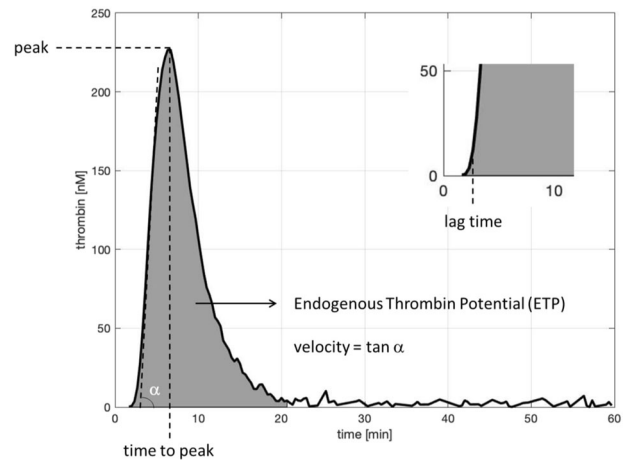 250
peak
200
50
150
0
0 10
lag time
thrombin [nM]
100
Endogenous Thrombin Potential (ETP)
50
velocity = tan α
α
0
0 10 20 30 40 50 60
time [min]
time to peak